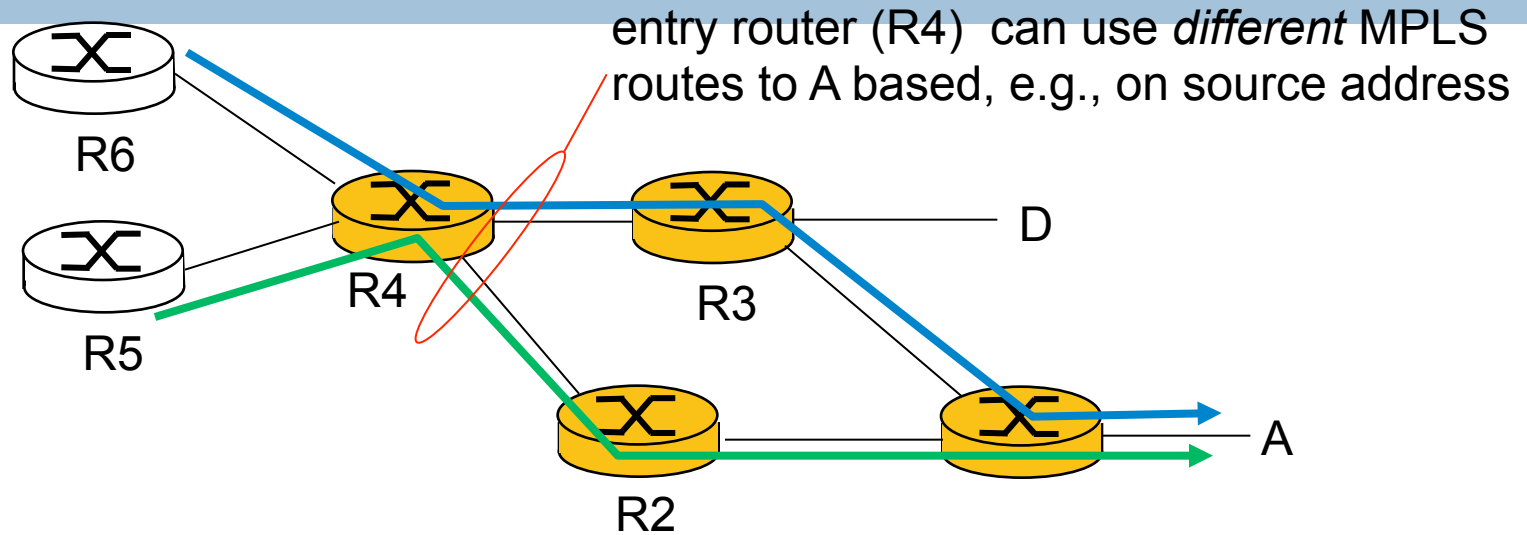 entry router (R4) can use different MPLS
routes to A based, e.g., on source address
R6
D
R4
R3
R5
A
R2